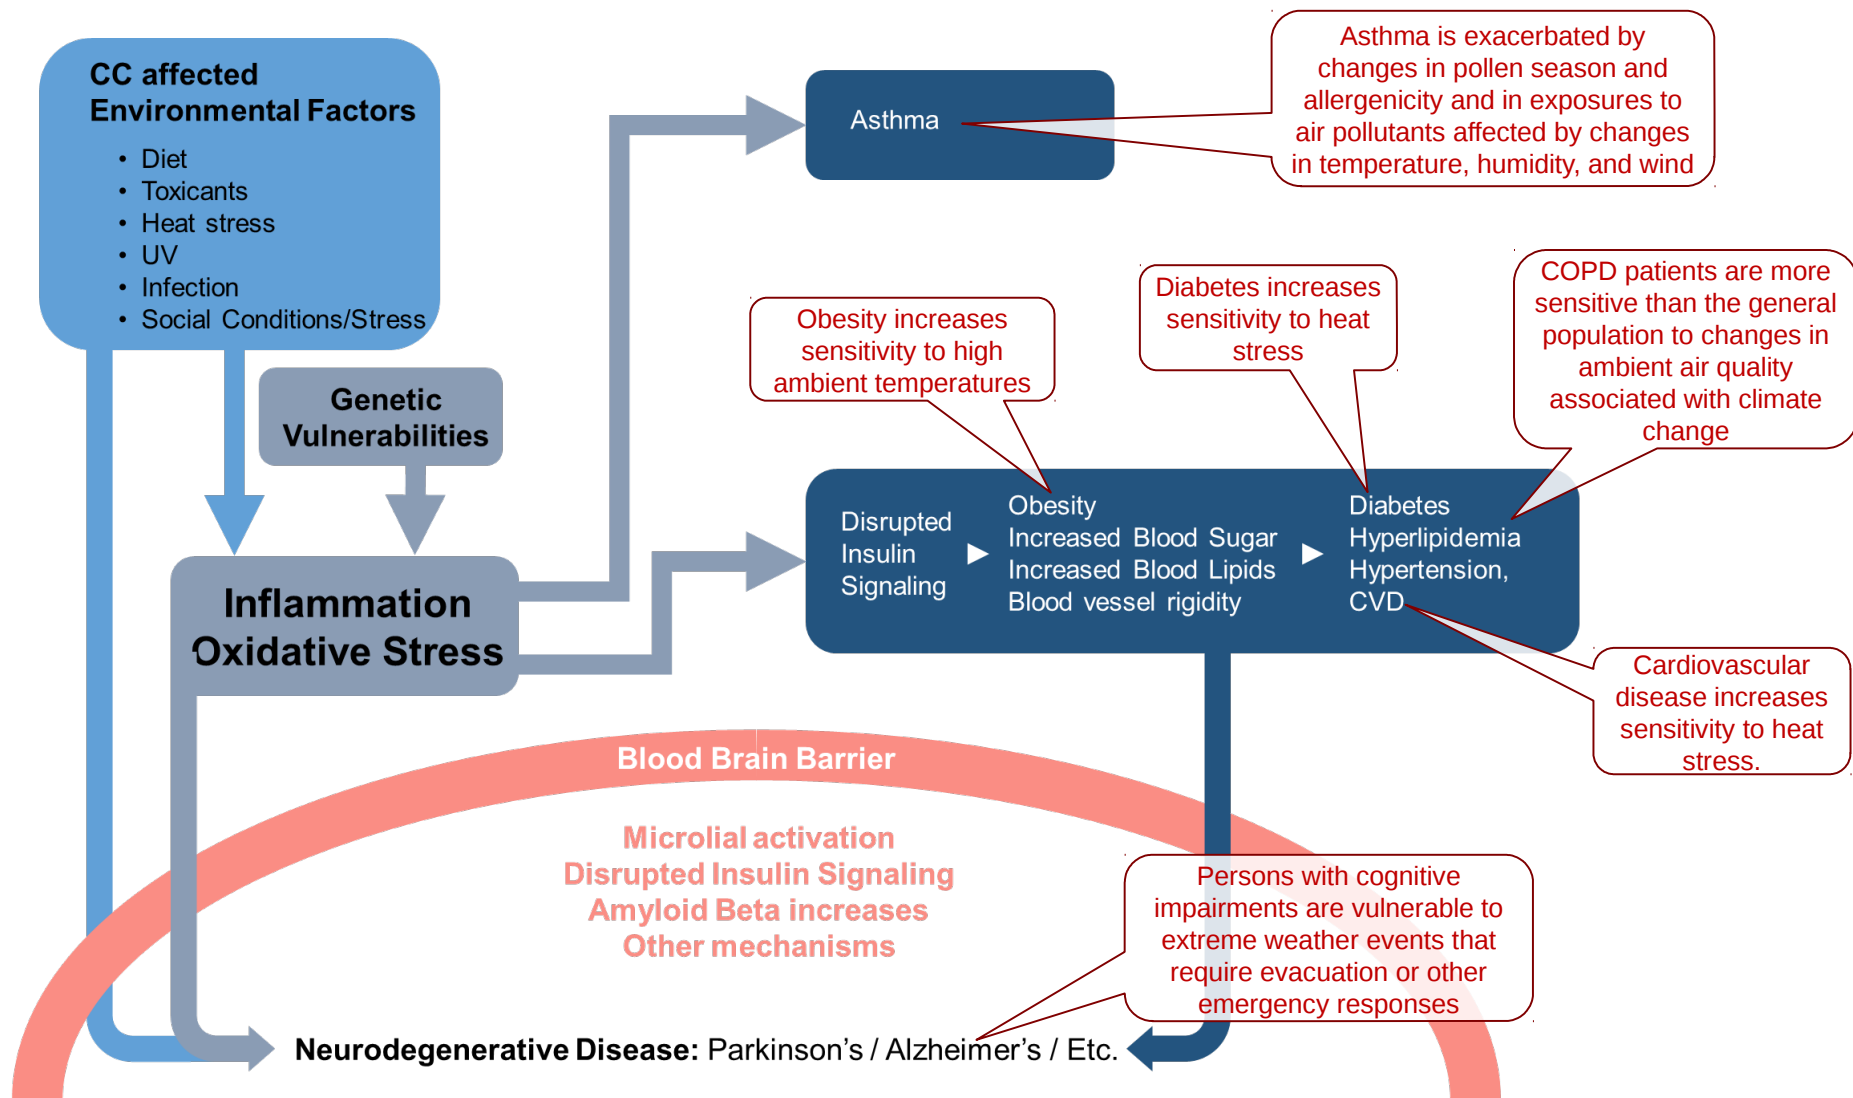 CC affected
Environmental Factors
• Diet
• Toxicants
• Heat stress
• UV
• Infection
• Social Conditions/Stress
Genetic
Vulnerabilities
Inflammation
Oxidative Stress
Asthma
Asthma is exacerbated by
changes in pollen season and
allergenicity and in exposures to
air pollutants affected by changes
in temperature, humidity, and wind
Obesity increases
sensitivity to high
ambient temperatures
Diabetes increases
sensitivity to heat
stress
COPD patients are more
sensitive than the general
population to changes in
ambient air quality
associated with climate
change
Disrupted
Insulin
Signaling
Obesity
Increased Blood Sugar
Increased Blood Lipids
Blood vessel rigidity
Diabetes
Hyperlipidemia
Hypertension,
CVD
Cardiovascular
disease increases
sensitivity to heat
stress.
Blood Brain Barrier
Microlial activation
Disrupted Insulin Signaling
Amyloid Beta increases
Other mechanisms
Persons with cognitive
impairments are vulnerable to
extreme weather events that
require evacuation or other
emergency responses
Neurodegenerative Disease: Parkinson's / Alzheimer's / Etc.